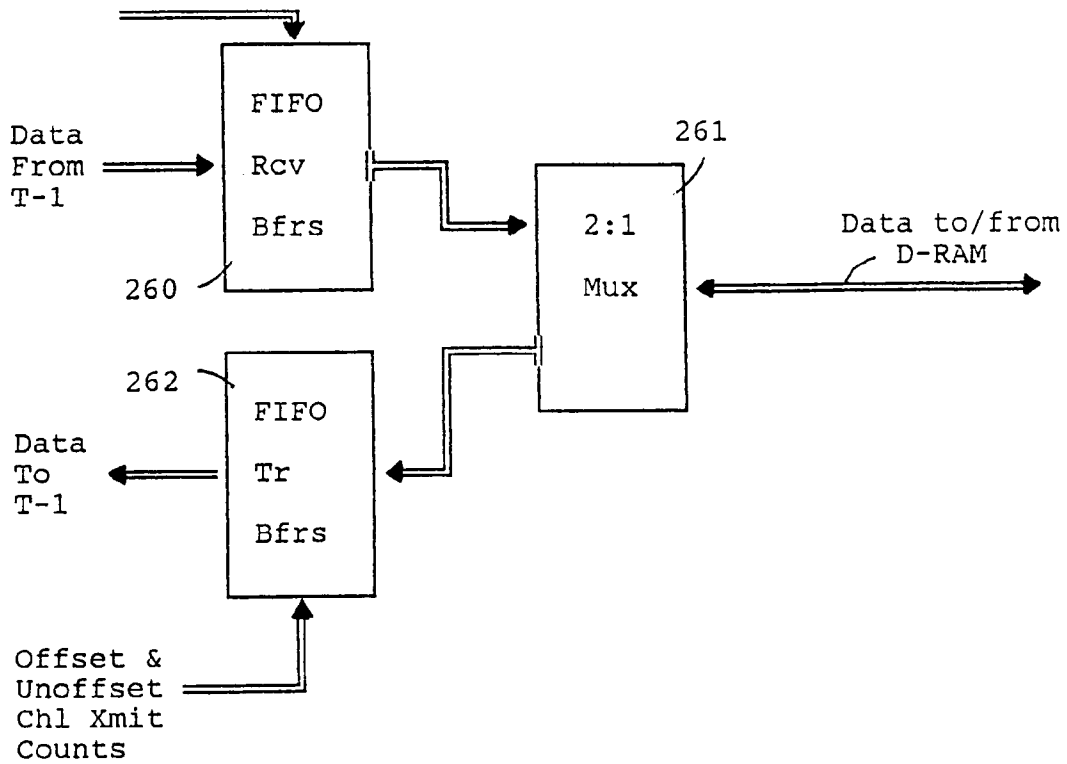 FIFO
Rcv
Bfrs
Data
From
T-1
260
261
2:1
Mux
Data to/from
D-RAM
262
FIFO
Tr
Bfrs
Data
To
T-1
Offset &
Unoffset
Chl Xmit
Counts